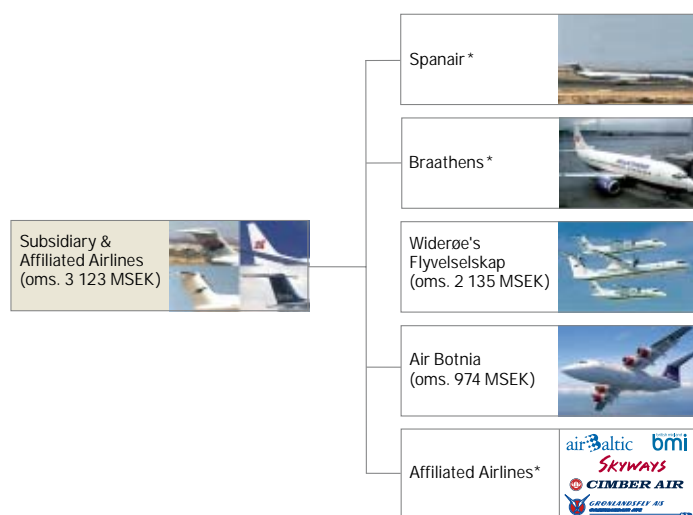 Subsidiary &
Affiliated Airlines
(oms. 3 123 MSEK)
Spanair*
Braathens*
Widerøe's
Flyvelselskap
(oms. 2 135 MSEK)
Air Botnia
(oms. 974 MSEK)
Affiliated Airlines*
airBaltic
bmi
SKYWAYS
CIMBER AIR
GRØNLANDSFLY A/S